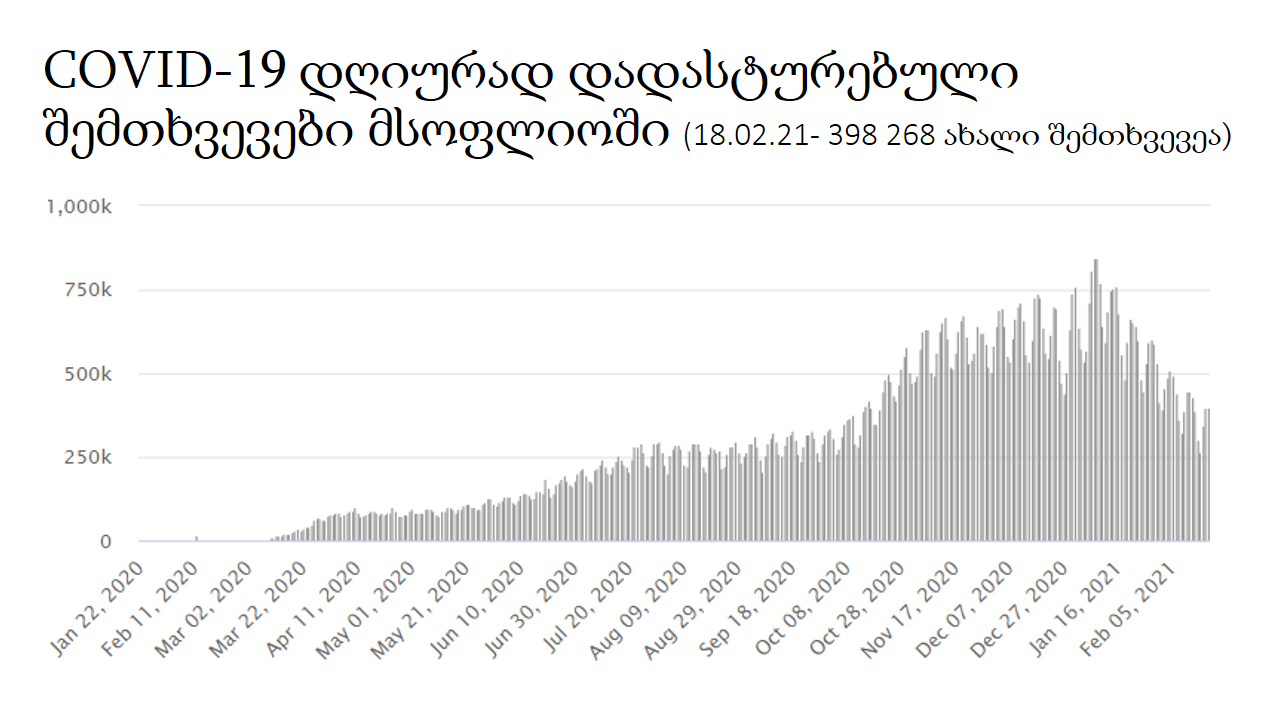 COVID-19 დღიურად დადასტურებული
შემთხვევები მსოფლიოში (18.02.21- 398 268 ახალი შემთხვევეა)
1,000k
750k
500k
250k
0
Jan 22, 2020
Feb 11, 2020
Mar 02, 2020
Mar 22, 2020
Apr 11, 2020
May 01, 2020
May 21, 2020
Jun 10, 2020
Jun 30, 2020
Jul 20, 2020
Aug 09, 2020
Aug 29, 2020
Sep 18, 2020
Oct 08, 2020
Oct 28, 2020
Nov 17, 2020
Dec 07, 2020
Dec 27, 2020
Jan 16, 2021
Feb 05, 2021